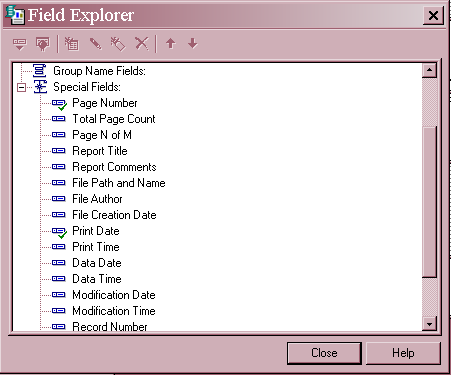 Field Explorer
Group Name Fields:
Special Fields:
Page Number
Total Page Count
Page N of M
Report Title
Report Comments
File Path and Name
File Author
File Creation Date
Print Date
Print Time
Data Date
Data Time
Modification Date
Modification Time
Record Number
Close
Help